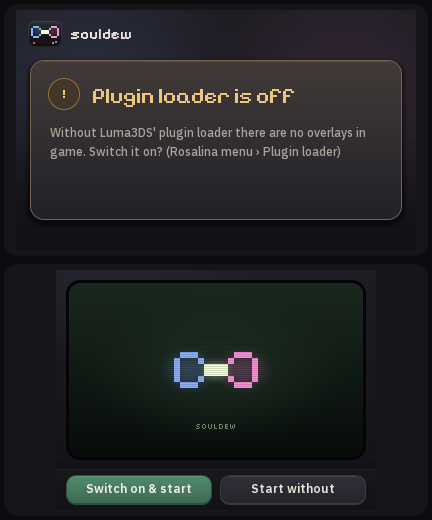 souldew
!
Plugin loader is off
Without Luma3DS' plugin loader there are no overlays in
game. Switch it on? (Rosalina menu › Plugin loader)
SOULDEW
Switch on & start
Start without